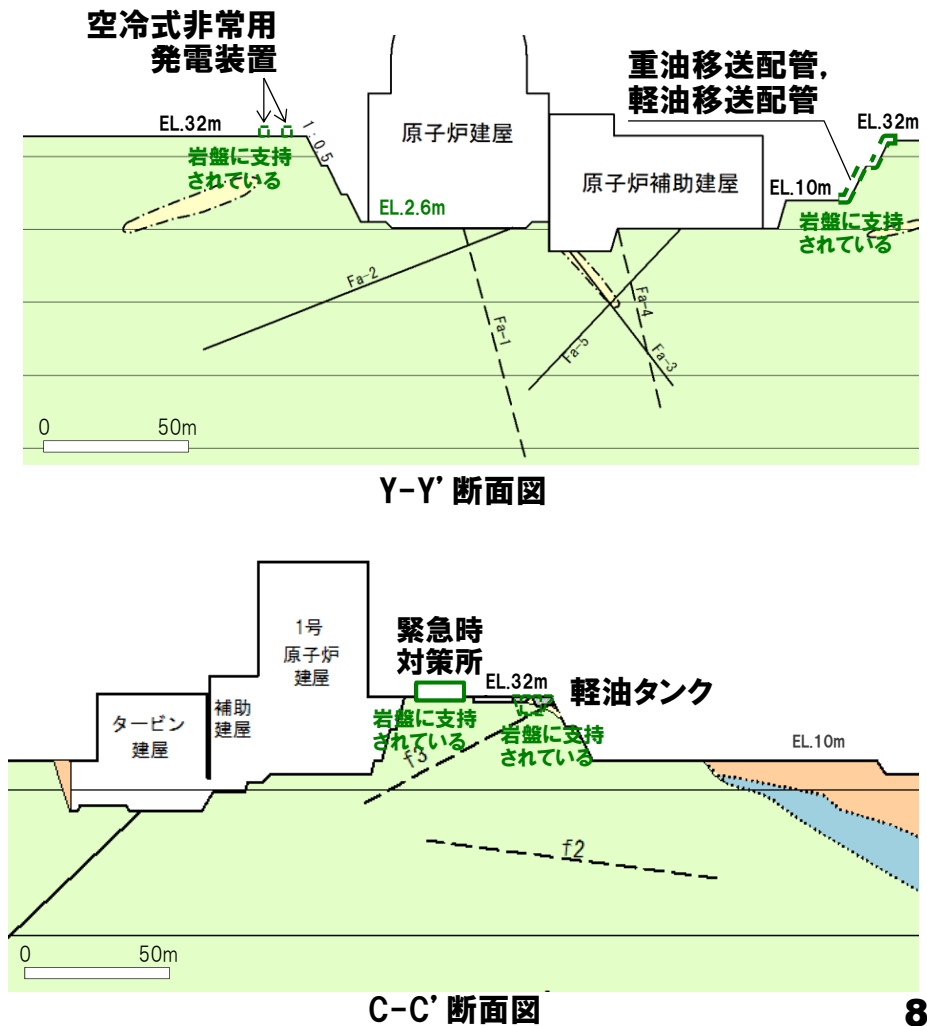 空冷式非常用
発電装置
重油移送配管,
軽油移送配管
EL.32m
1:0.5
原子炉建屋
EL.32m
岩盤に支持
されている
原子炉補助建屋
EL.10m
EL.2.6m
岩盤に支持
されている
Fa-2
Fa-1
Fa-4
Fa-5
Fa-3
0
50m
Y-Y’断面図
1号
原子炉
建屋
緊急時
対策所
EL.32m
軽油タンク
補助
建屋
タービン
建屋
岩盤に支持
されている
岩盤に支持
されている
EL.10m
f3
f2
0
50m
C-C’断面図
8